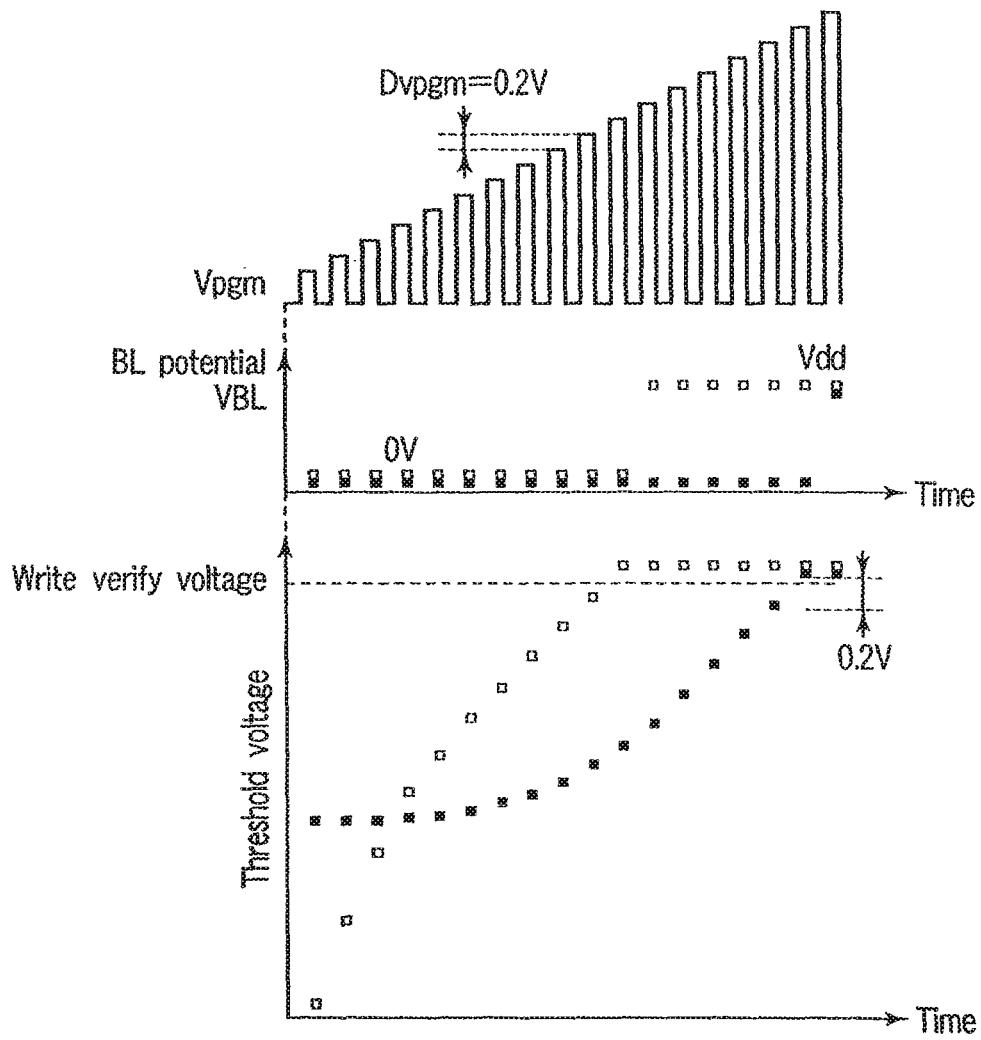 Dvpgm=0.2V
Vpgm
BL potential
VBL
Vdd
0V
Time
Write verify voltage
0.2V
Threshold voltage
Time